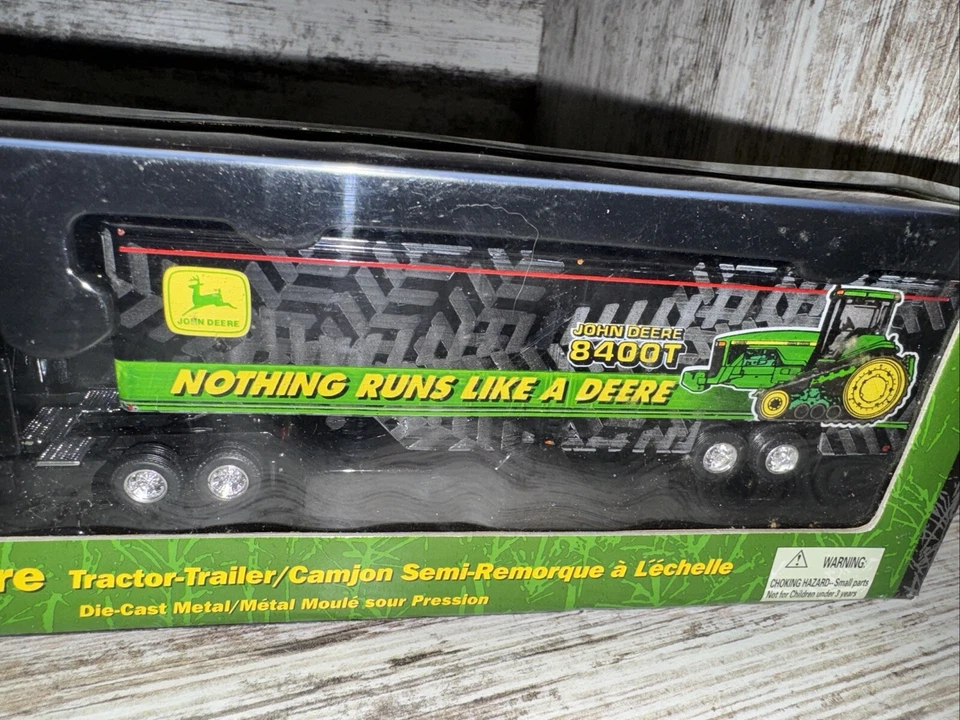 JOHN DEERE
JOHN DEERE
8400T
NOTHING RUNS LIKE A DEERE
re Tractor-Trailer/Camjon Semi-Remorque à Léchelle
Die-Cast Metal/Métal Moulé sour Pression
WARNING:
CHOKING HAZARD-Small parts
Not for Children under 3 years